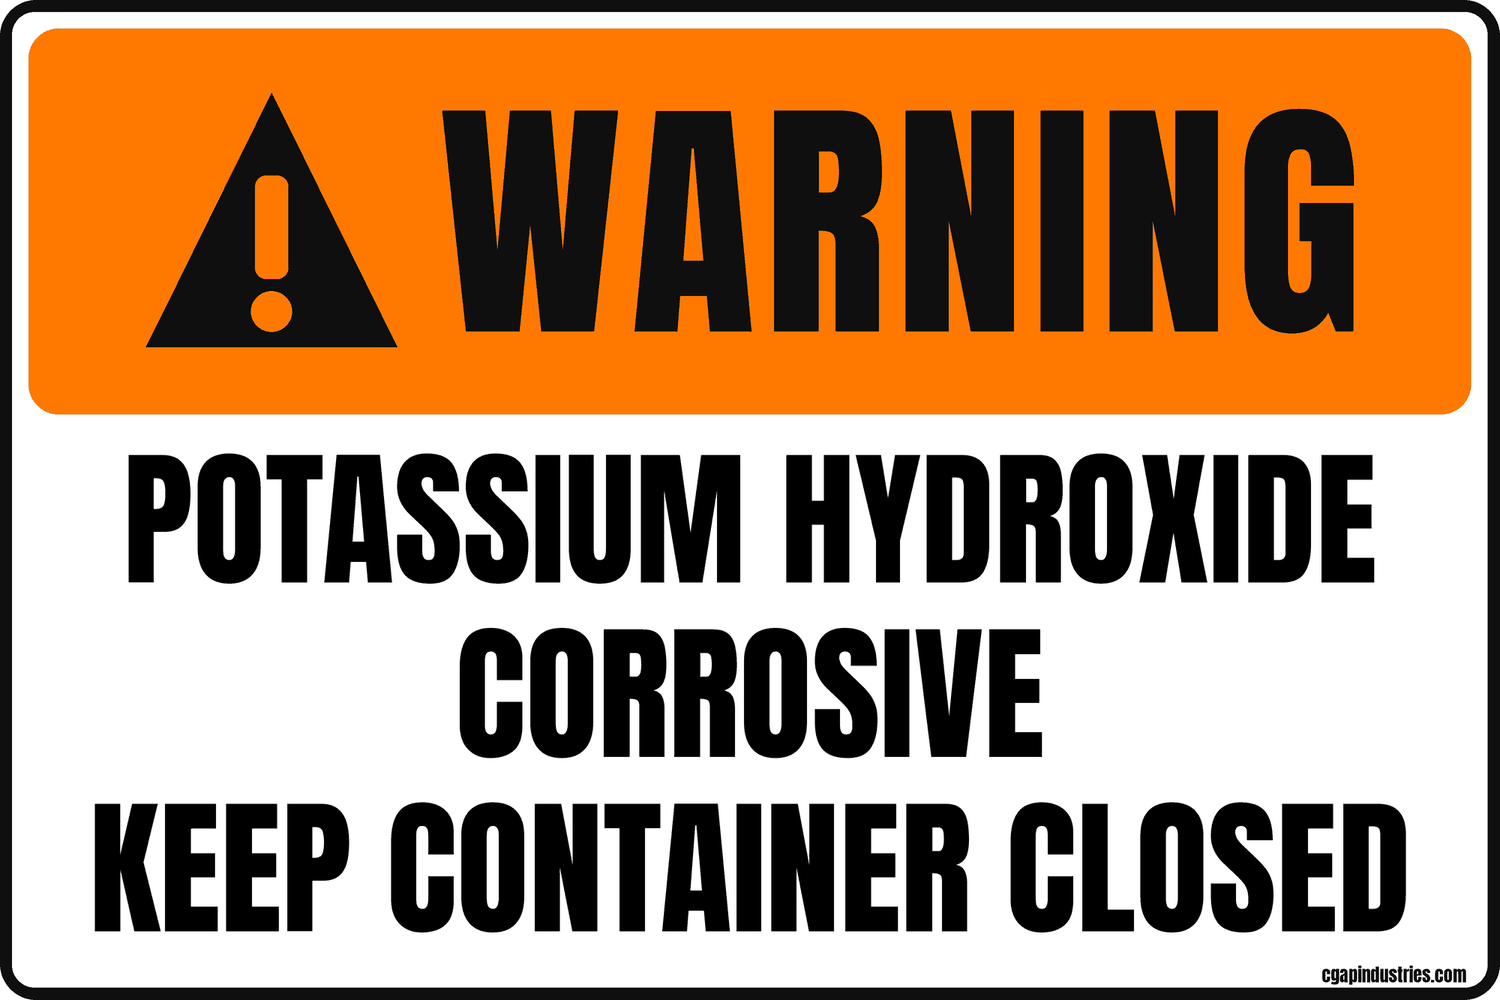 WARNING
POTASSIUM HYDROXIDE
CORROSIVE
KEEP CONTAINER CLOSED
cgapindustries.com